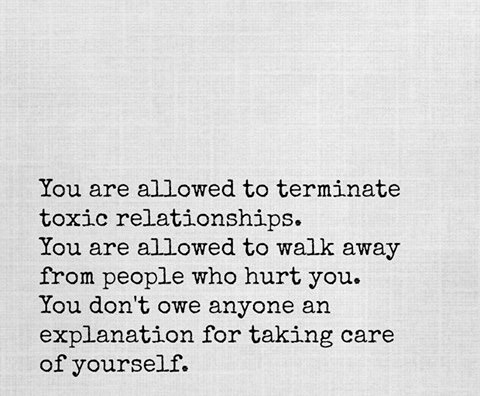 You are allowed to terminate
toxic relationships.
You are allowed to walk away
from people who hurt you.
You don't owe anyone an
explanation for taking care
of yourself.